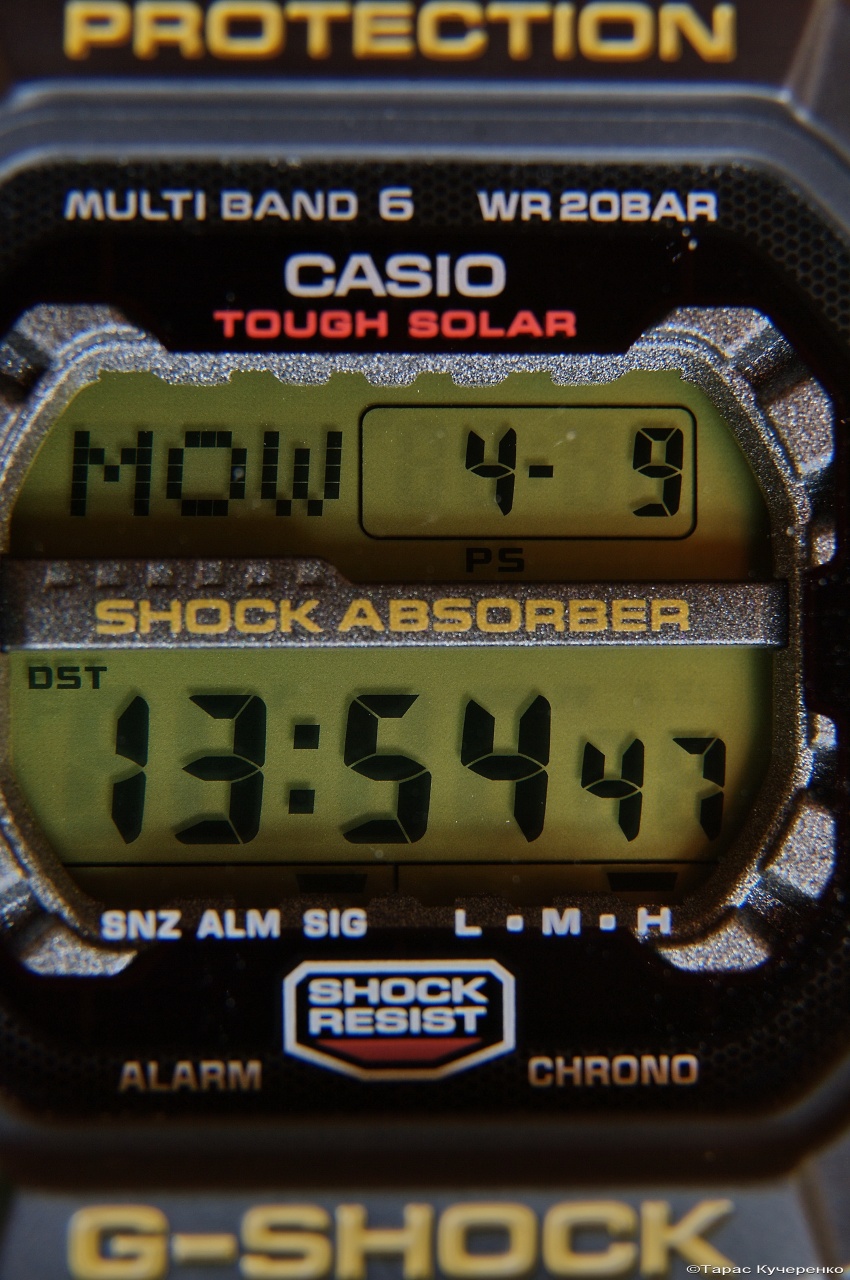 PROTECTION
MULTI BAND 6 WR 20BAR
CASIO
TOUGH SOLAR
MOW 4- 9
PS
SHOCK ABSORBER
DST
13:54 47
SNZ ALM SIG L • M • H
SHOCK
RESIST
ALARM CHRONO
G-SHOCK
©Тарас Кучеренко